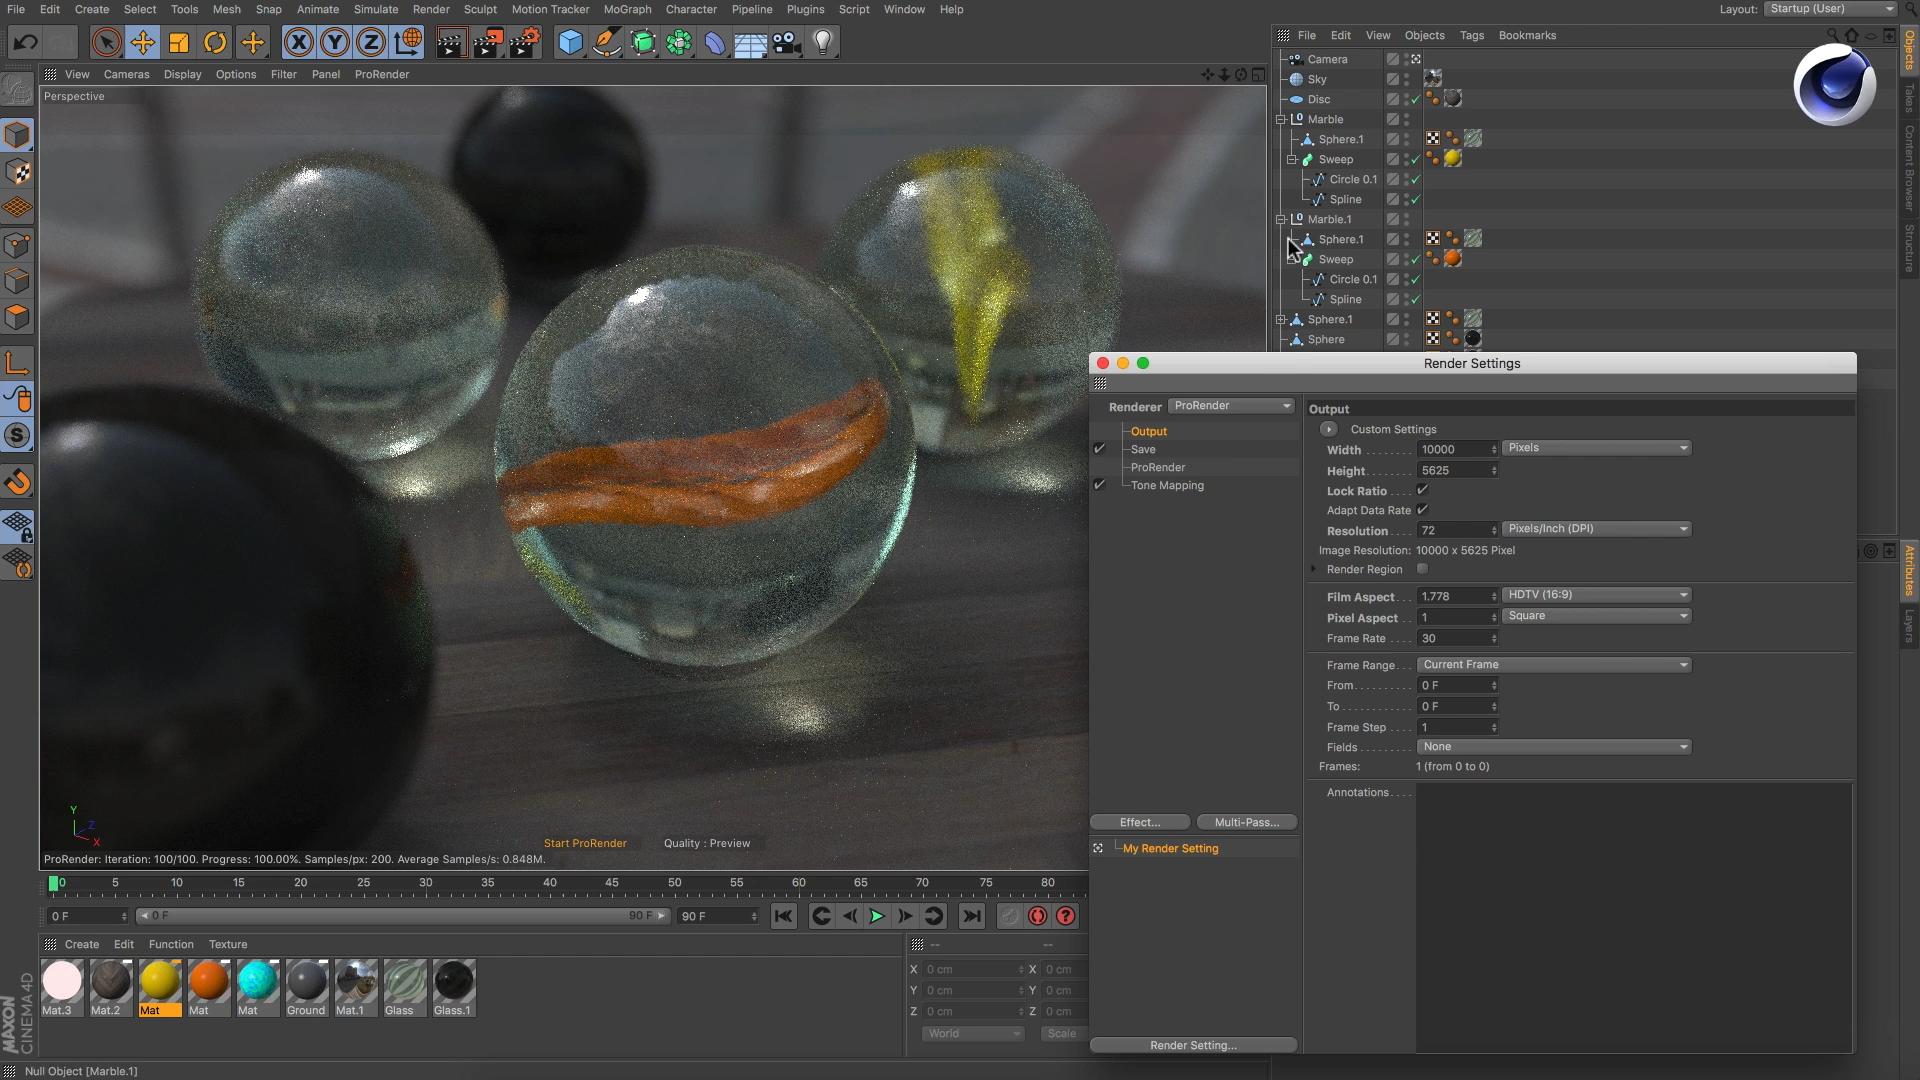 File Edit Create Select Tools Mesh Snap Animate Simulate Render Sculpt Motion Tracker MoGraph Character Pipeline Plugins Script Window Help
Layout: Startup (User)
X Y Z
File Edit View Objects Tags Bookmarks
View Cameras Display Options Filter Panel ProRender
Perspective
Camera
Sky
Disc
Marble
Sphere.1
Sweep
Circle 0.1
Spline
Marble.1
Sphere.1
Sweep
Circle 0.1
Spline
Sphere.1
Sphere
Objects
Takes
Content Browser
Structure
Attributes
Layers
Render Settings
Renderer ProRender
Output
Save
ProRender
Tone Mapping
Effect...
Multi-Pass...
My Render Setting
Render Setting...
Output
Custom Settings
Width 10000 Pixels
Height 5625
Lock Ratio
Adapt Data Rate
Resolution 72 Pixels/Inch (DPI)
Image Resolution: 10000 x 5625 Pixel
Render Region
Film Aspect 1.778 HDTV (16:9)
Pixel Aspect 1 Square
Frame Rate 30
Frame Range Current Frame
From 0 F
To 0 F
Frame Step 1
Fields None
Frames: 1 (from 0 to 0)
Annotations
Y
Z
X
Start ProRender Quality : Preview
ProRender: Iteration: 100/100. Progress: 100.00%. Samples/px: 200. Average Samples/s: 0.848M.
0 5 10 15 20 25 30 35 40 45 50 55 60 65 70 75 80
0 F 0 F 90 F 90 F
Create Edit Function Texture
-- --
Mat.3 Mat.2 Mat Mat Mat Ground Mat.1 Glass Glass.1
X 0 cm X 0 cm
Y 0 cm Y 0 cm
Z 0 cm Z 0 cm
World Scale
MAXON
CINEMA 4D
Null Object [Marble.1]